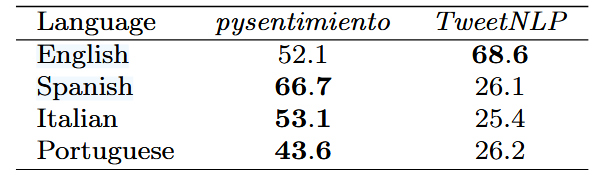 Language pysentimiento TweetNLP
English 52.1 68.6
Spanish 66.7 26.1
Italian 53.1 25.4
Portuguese 43.6 26.2